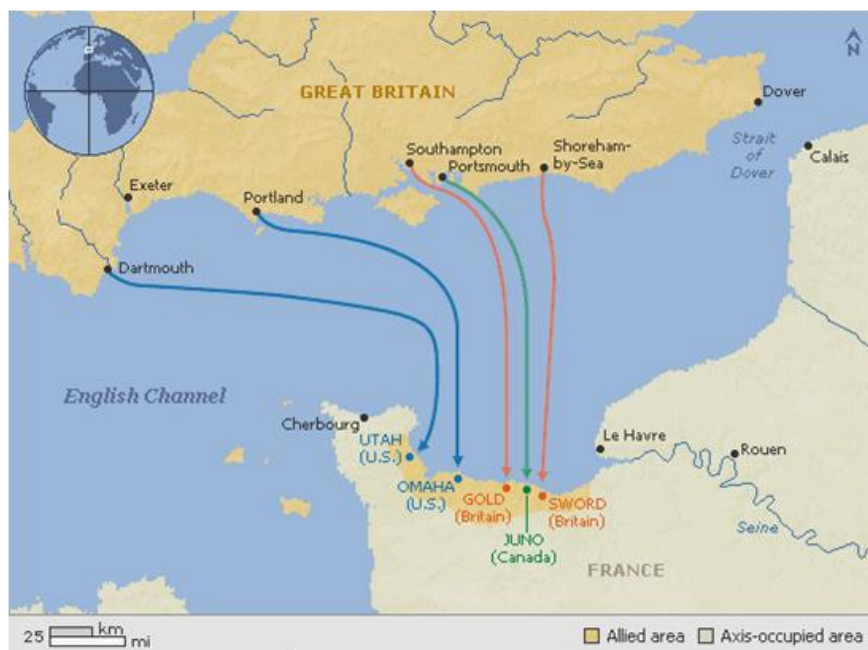 N
GREAT BRITAIN
Dover
Southampton
Portsmouth
Shoreham-
by-Sea
Strait
of
Dover
Calais
Exeter
Portland
Dartmouth
English Channel
Cherbourg
UTAH
(U.S.)
OMAHA
(U.S.)
GOLD
(Britain)
JUNO
(Canada)
SWORD
(Britain)
Le Havre
Rouen
Seine
FRANCE
25 km
mi
Allied area
Axis-occupied area